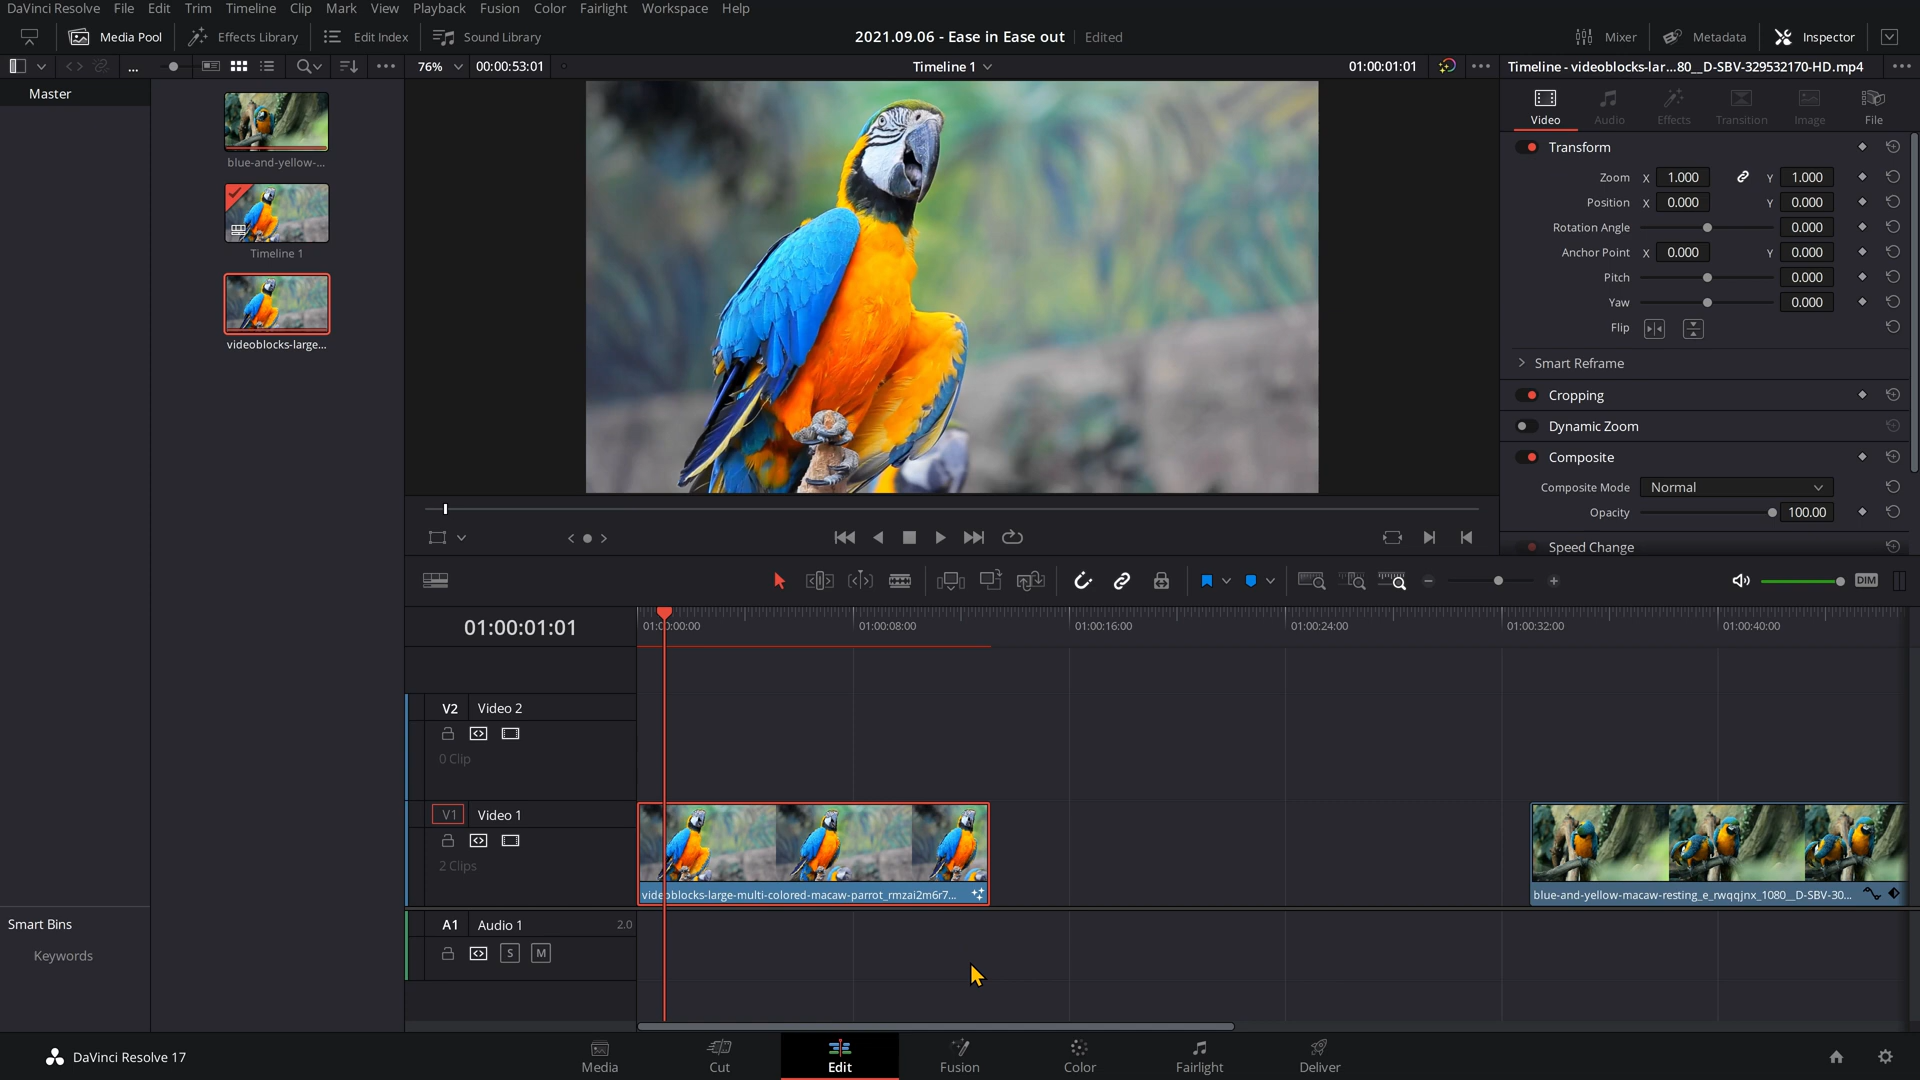 DaVinci Resolve File Edit Trim Timeline Clip Mark View Playback Fusion Color Fairlight Workspace Help
Media Pool Effects Library Edit Index Sound Library 2021.09.06 - Ease in Ease out Edited Mixer Metadata Inspector
... 76% 00:00:53:01 Timeline 1 01:00:01:01 Timeline - videoblocks-lar...80__D-SBV-329532170-HD.mp4
Master
Video Audio Effects Transition Image File
blue-and-yellow-...
Timeline 1
videoblocks-large...
Transform
Zoom X 1.000 Y 1.000
Position X 0.000 Y 0.000
Rotation Angle 0.000
Anchor Point X 0.000 Y 0.000
Pitch 0.000
Yaw 0.000
Flip
Smart Reframe
Cropping
Dynamic Zoom
Composite
Composite Mode Normal
Opacity 100.00
Speed Change
DIM
01:00:01:01
01:00:00:00 01:00:08:00 01:00:16:00 01:00:24:00 01:00:32:00 01:00:40:00
V2 Video 2
0 Clip
V1 Video 1
2 Clips
videoblocks-large-multi-colored-macaw-parrot_rmzai2m6r7...
blue-and-yellow-macaw-resting_e_rwqqjnx_1080__D-SBV-30...
A1 Audio 1 2.0
S M
Smart Bins
Keywords
DaVinci Resolve 17
Media Cut Edit Fusion Color Fairlight Deliver